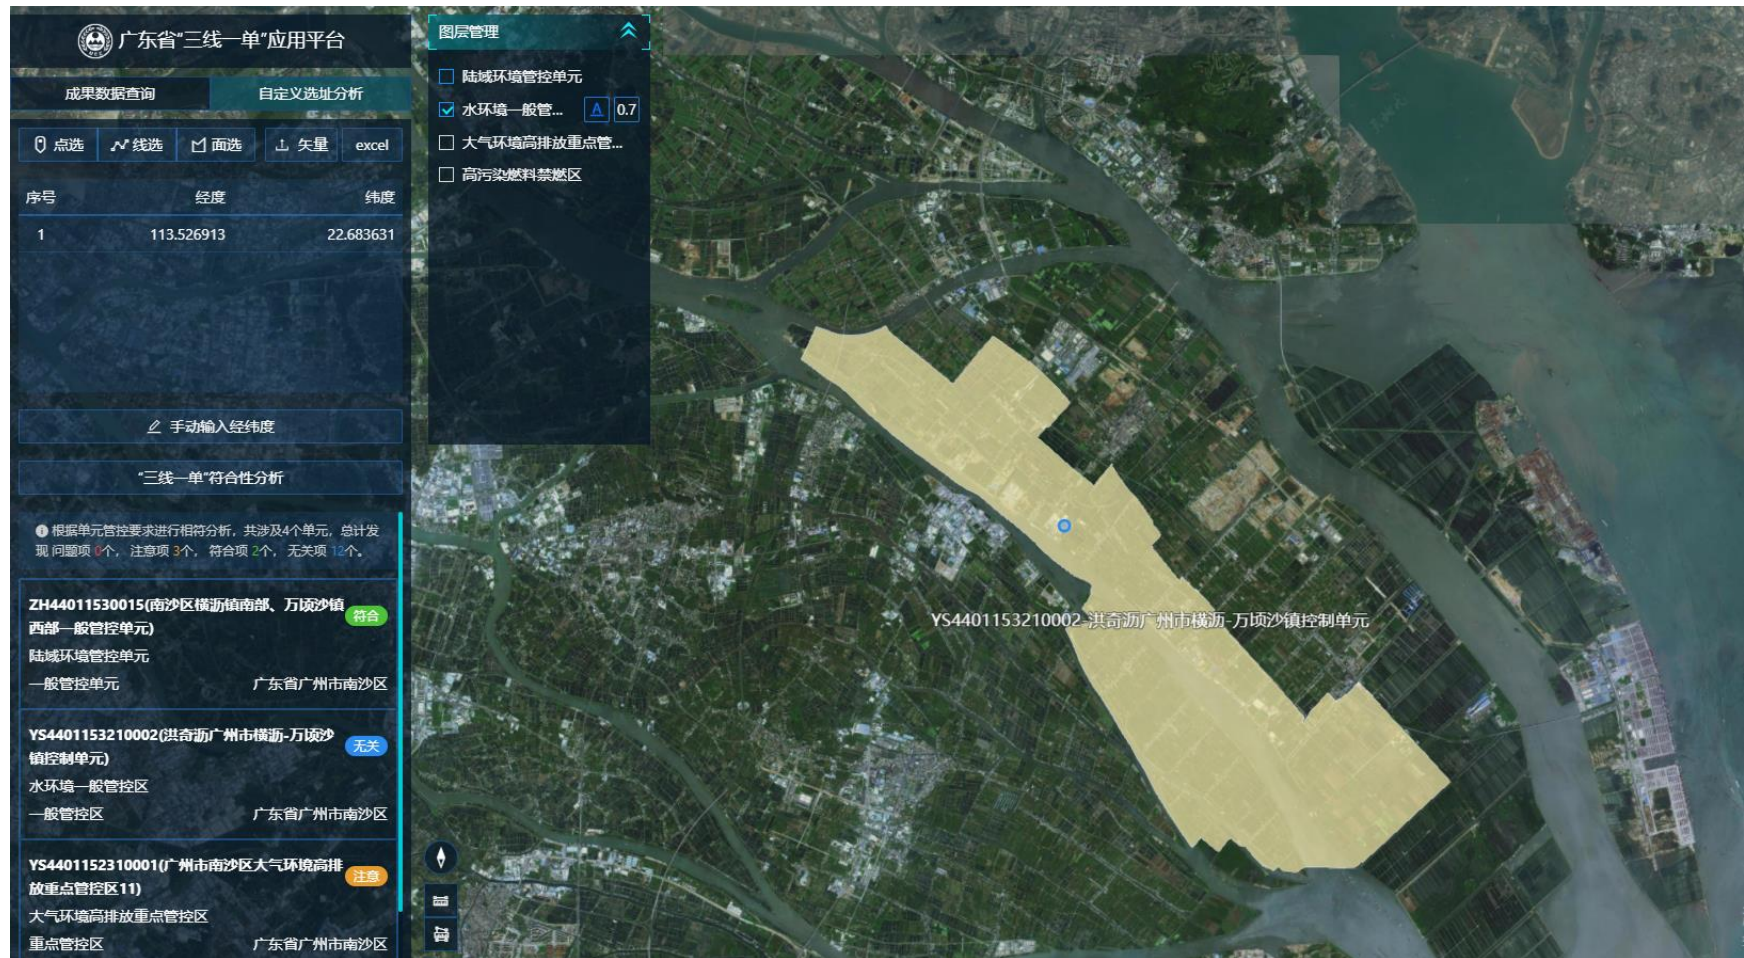 广东省“三线一单”应用平台
成果数据查询
自定义选址分析
点选
线选
面选
矢量
excel
序号 经度 纬度
1 113.526913 22.683631
手动输入经纬度
“三线一单”符合性分析
根据单元管控要求进行相符分析，共涉及4个单元，总计发
现 问题项 0个， 注意项 3个， 符合项 2个， 无关项 12个。
ZH44011530015(南沙区横沥镇南部、万顷沙镇
西部一般管控单元)
符合
陆域环境管控单元
一般管控单元 广东省广州市南沙区
YS4401153210002(洪奇沥广州市横沥-万顷沙
镇控制单元)
无关
水环境一般管控区
一般管控区 广东省广州市南沙区
YS4401152310001(广州市南沙区大气环境高排
放重点管控区11)
注意
大气环境高排放重点管控区
重点管控区 广东省广州市南沙区
图层管理
陆域环境管控单元
水环境一般管... A 0.7
大气环境高排放重点管...
高污染燃料禁燃区
YS4401153210002-洪奇沥广州市横沥-万顷沙镇控制单元